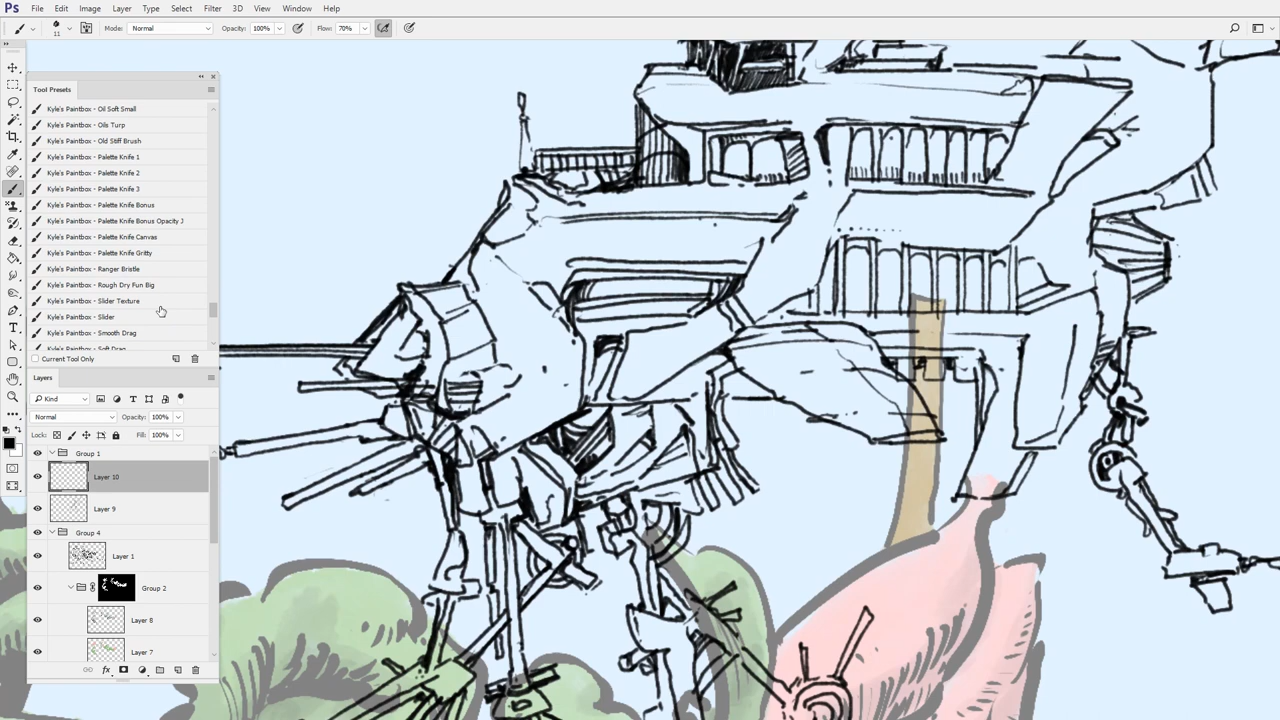 Ps File Edit Image Layer Type Select Filter 3D View Window Help
11 Mode: Normal Opacity: 100% Flow: 70%
Tool Presets
Kyle's Paintbox - Oil Soft Small
Kyle's Paintbox - Oils Turp
Kyle's Paintbox - Old Stiff Brush
Kyle's Paintbox - Palette Knife 1
Kyle's Paintbox - Palette Knife 2
Kyle's Paintbox - Palette Knife 3
Kyle's Paintbox - Palette Knife Bonus
Kyle's Paintbox - Palette Knife Bonus Opacity J
Kyle's Paintbox - Palette Knife Canvas
Kyle's Paintbox - Palette Knife Gritty
Kyle's Paintbox - Ranger Bristle
Kyle's Paintbox - Rough Dry Fun Big
Kyle's Paintbox - Slider Texture
Kyle's Paintbox - Slider
Kyle's Paintbox - Smooth Drag
Kyle's Paintbox - Soft Drag
Current Tool Only
Layers
Kind
Normal Opacity: 100%
Lock: Fill: 100%
Group 1
Layer 10
Layer 9
Group 4
Layer 1
Group 2
Layer 8
Layer 7
fx